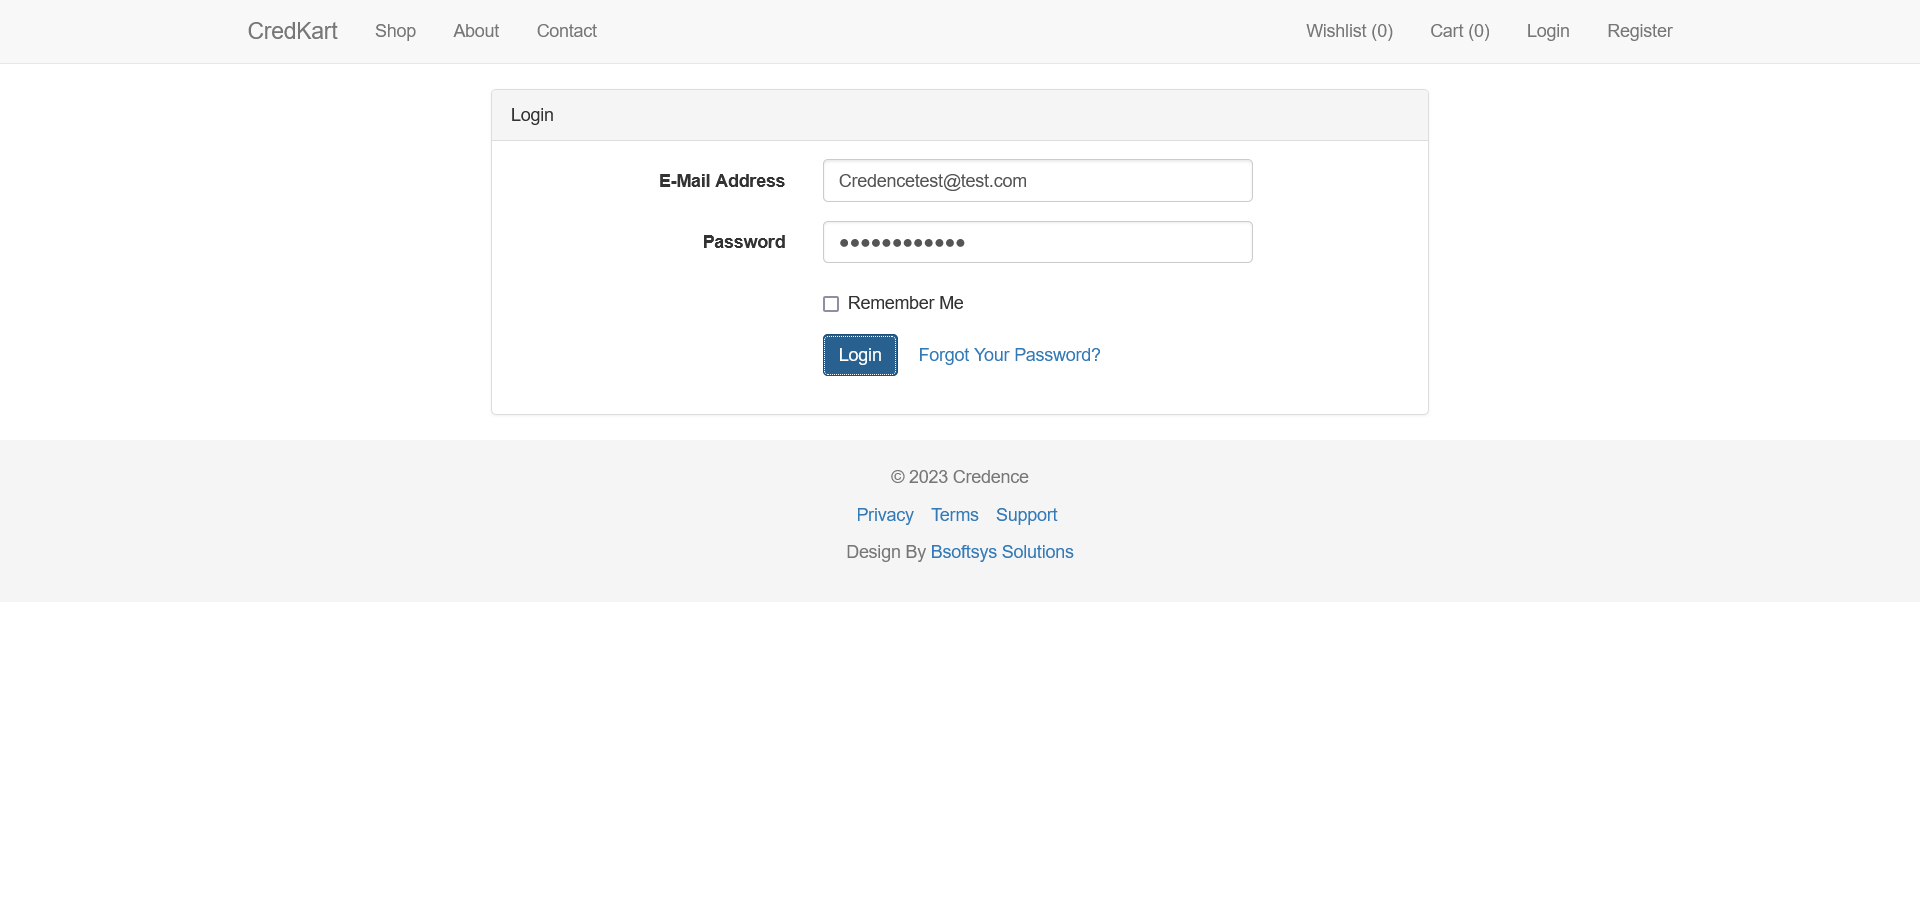 CredKart Shop About Contact Wishlist (0) Cart (0) Login Register
Login
E-Mail Address Credencetest@test.com
Password ●●●●●●●●●●●●
Remember Me
Login Forgot Your Password?
© 2023 Credence
Privacy Terms Support
Design By Bsoftsys Solutions